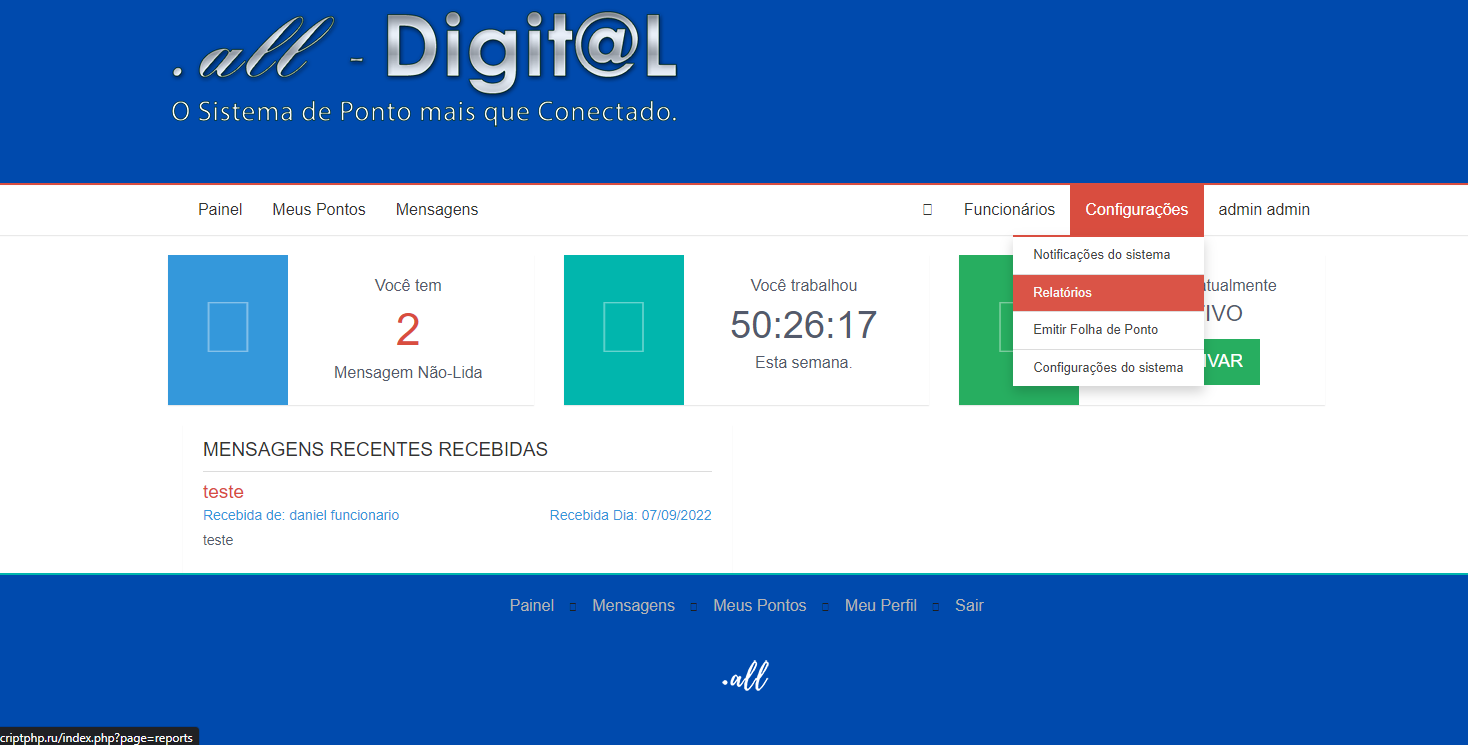 .all - Digit@L
O Sistema de Ponto mais que Conectado.
Painel Meus Pontos Mensagens Funcionários Configurações admin admin
Notificações do sistema
Relatórios
Emitir Folha de Ponto
Configurações do sistema
Você tem
2
Mensagem Não-Lida
Você trabalhou
50:26:17
Esta semana.
MENSAGENS RECENTES RECEBIDAS
teste
Recebida de: daniel funcionario Recebida Dia: 07/09/2022
teste
Painel Mensagens Meus Pontos Meu Perfil Sair
.all
criptphp.ru/index.php?page=reports